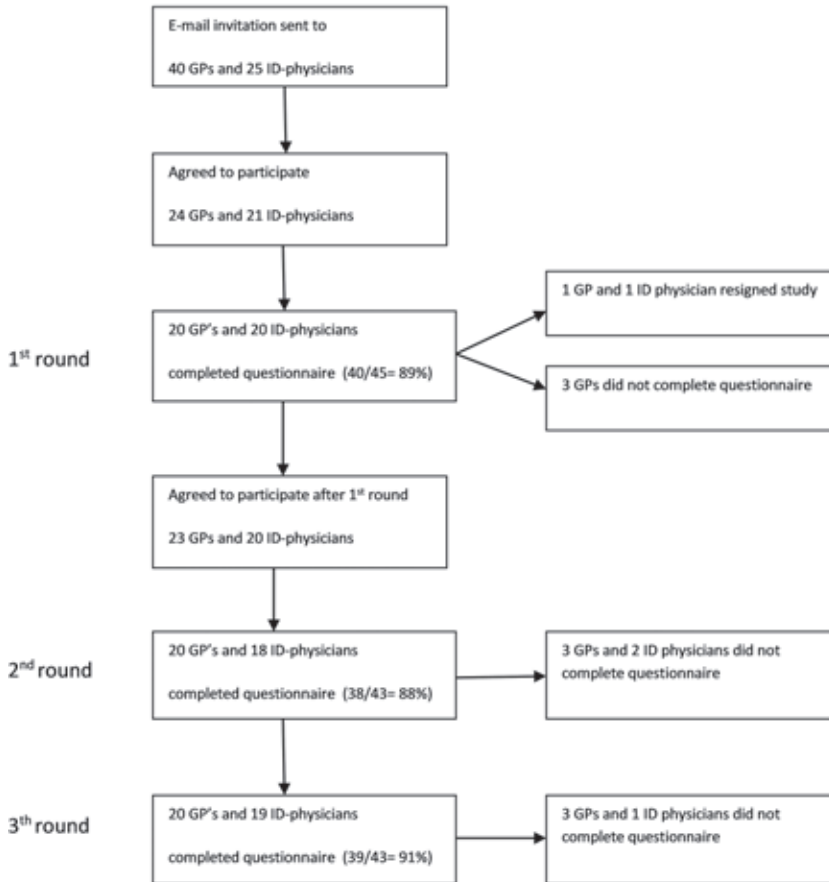 E-mail invitation sent to
40 GPs and 25 ID-physicians
Agreed to participate
24 GPs and 21 ID-physicians
1st round
20 GP's and 20 ID-physicians
completed questionnaire (40/45= 89%)
1 GP and 1 ID physician resigned study
3 GPs did not complete questionnaire
Agreed to participate after 1st round
23 GPs and 20 ID-physicians
2nd round
20 GP's and 18 ID-physicians
completed questionnaire (38/43= 88%)
3 GPs and 2 ID physicians did not
complete questionnaire
3th round
20 GP's and 19 ID-physicians
completed questionnaire (39/43= 91%)
3 GPs and 1 ID physicians did not
complete questionnaire